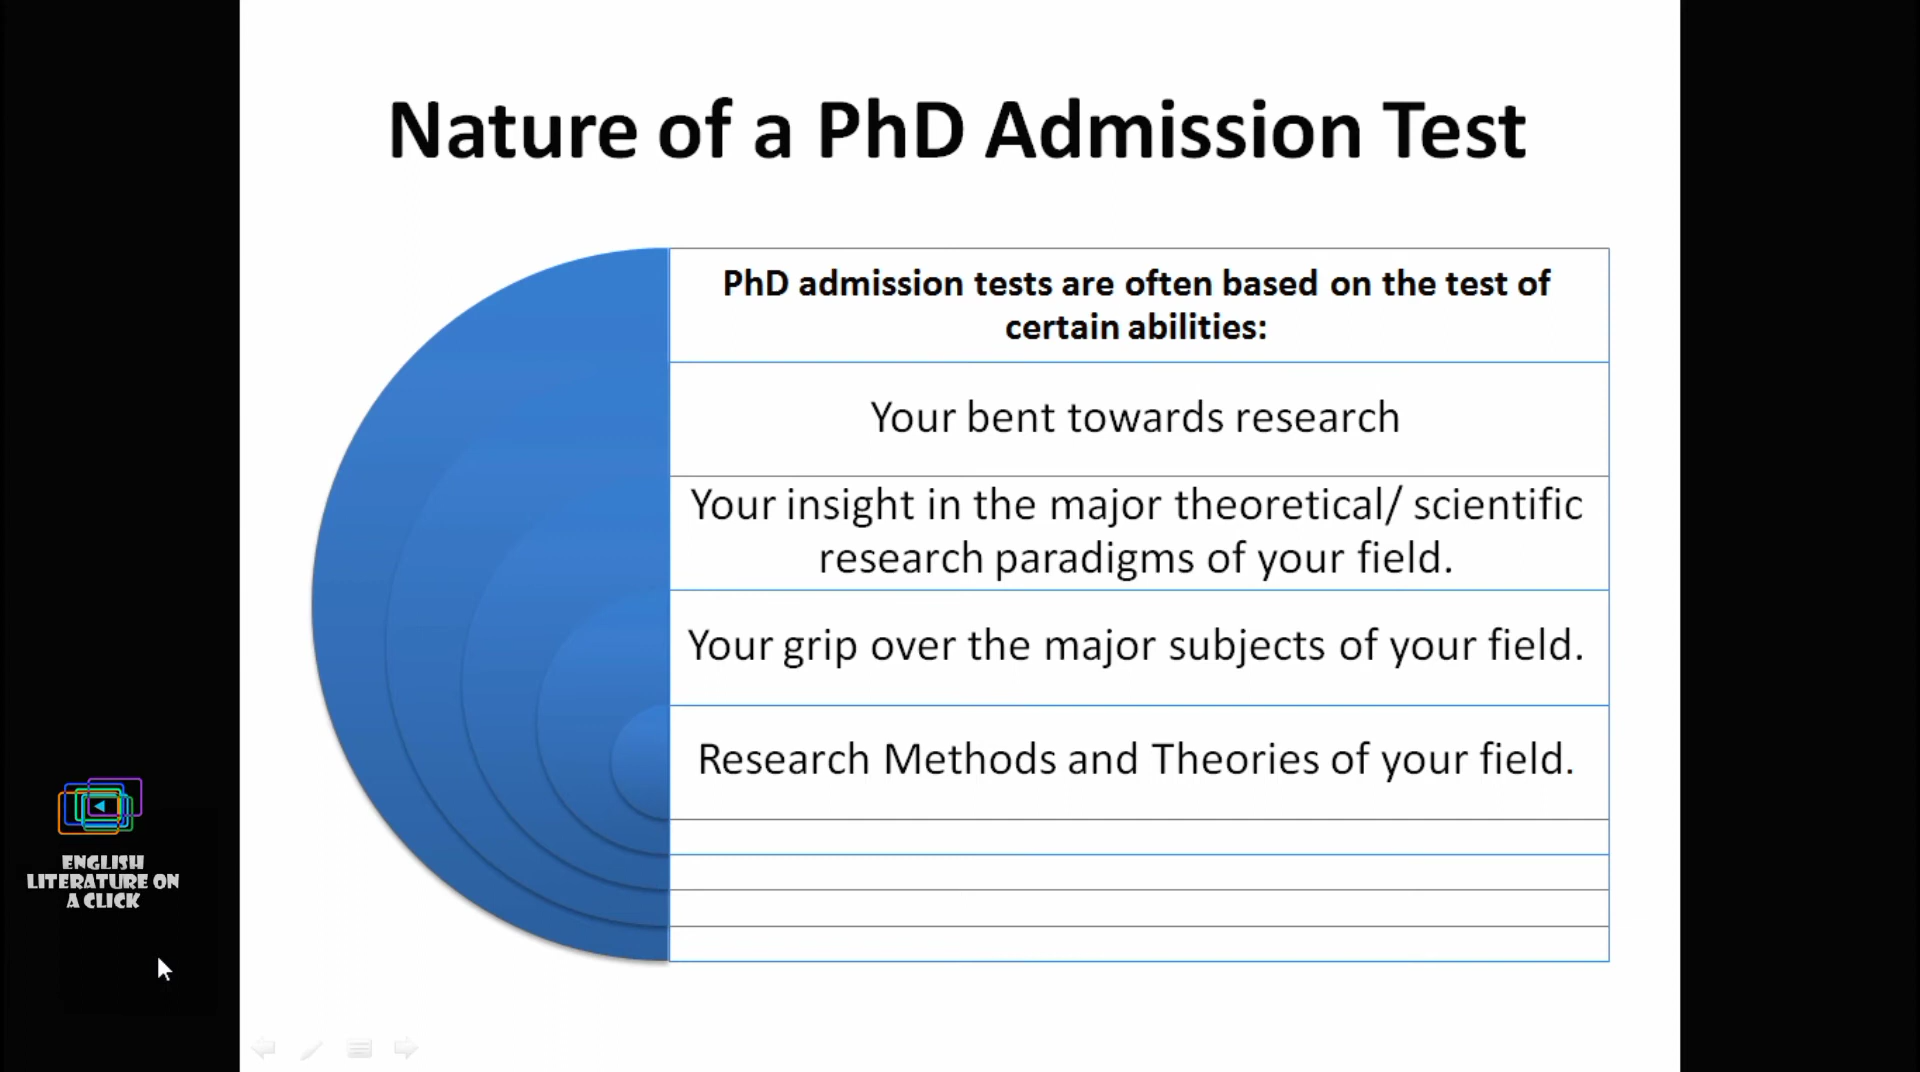 Nature of a PhD Admission Test
PhD admission tests are often based on the test of
certain abilities:
Your bent towards research
Your insight in the major theoretical/ scientific
research paradigms of your field.
Your grip over the major subjects of your field.
Research Methods and Theories of your field.
ENGLISH
LITERATURE ON
A CLICK